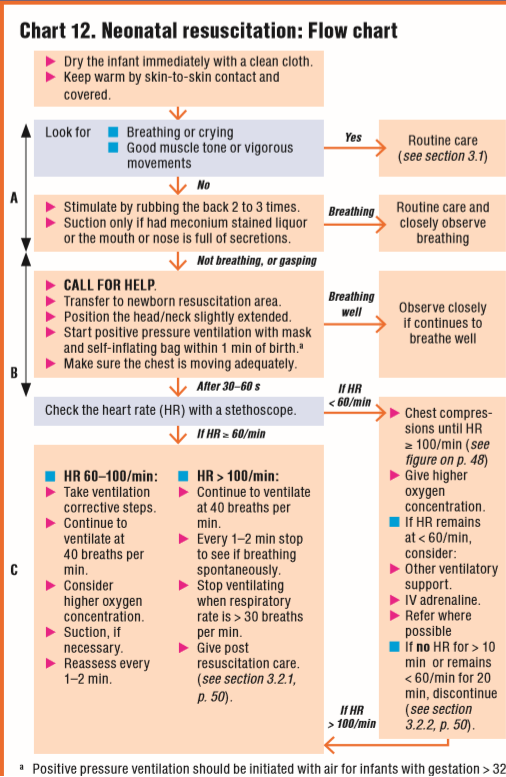 Chart 12. Neonatal resuscitation: Flow chart
▶ Dry the infant immediately with a clean cloth.
▶ Keep warm by skin-to-skin contact and
covered.
A
Look for
■ Breathing or crying
■ Good muscle tone or vigorous
movements
Yes
Routine care
(see section 3.1)
No
▶ Stimulate by rubbing the back 2 to 3 times.
▶ Suction only if had meconium stained liquor
or the mouth or nose is full of secretions.
Breathing
Routine care and
closely observe
breathing
Not breathing, or gasping
B
▶ CALL FOR HELP.
▶ Transfer to newborn resuscitation area.
▶ Position the head/neck slightly extended.
▶ Start positive pressure ventilation with mask
and self-inflating bag within 1 min of birth.ª
▶ Make sure the chest is moving adequately.
Breathing
well
Observe closely
if continues to
breathe well
After 30–60 s
Check the heart rate (HR) with a stethoscope.
If HR
< 60/min
If HR ≥ 60/min
C
■ HR 60–100/min:
▶ Take ventilation
corrective steps.
▶ Continue to
ventilate at
40 breaths per
min.
▶ Consider
higher oxygen
concentration.
▶ Suction, if
necessary.
▶ Reassess every
1–2 min.
■ HR > 100/min:
▶ Continue to ventilate
at 40 breaths per
min.
▶ Every 1–2 min stop
to see if breathing
spontaneously.
▶ Stop ventilating
when respiratory
rate is > 30 breaths
per min.
▶ Give post
resuscitation care.
(see section 3.2.1,
p. 50).
▶ Chest compres-
sions until HR
≥ 100/min (see
figure on p. 48)
▶ Give higher
oxygen
concentration.
■ If HR remains
at < 60/min,
consider:
▶ Other ventilatory
support.
▶ IV adrenaline.
▶ Refer where
possible
■ If no HR for > 10
min or remains
< 60/min for 20
min, discontinue
(see section
3.2.2, p. 50).
If HR
> 100/min
ª Positive pressure ventilation should be initiated with air for infants with gestation > 32